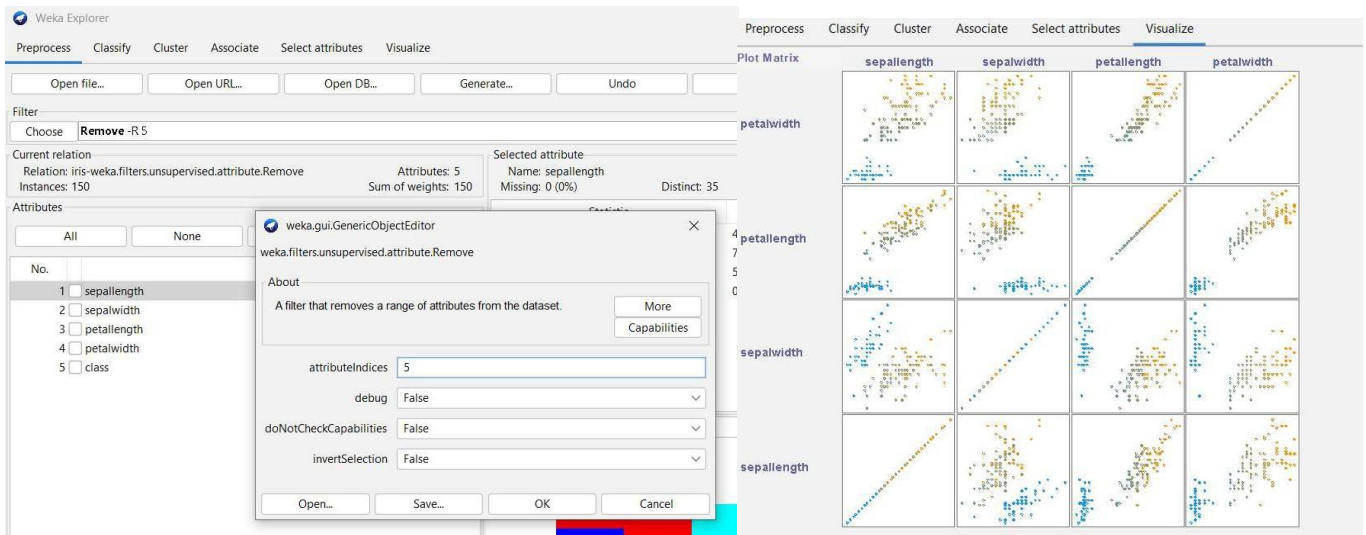 Weka Explorer
Preprocess Classify Cluster Associate Select attributes Visualize
Open file... Open URL... Open DB... Generate... Undo
Filter
Choose Remove -R 5
Current relation
Relation: iris-weka.filters.unsupervised.attribute.Remove Attributes: 5
Instances: 150 Sum of weights: 150
Selected attribute
Name: sepallength
Missing: 0 (0%) Distinct: 35
Attributes
All None
No.
1 sepallength
2 sepalwidth
3 petallength
4 petalwidth
5 class
4
7
5
0
weka.gui.GenericObjectEditor
weka.filters.unsupervised.attribute.Remove
About
A filter that removes a range of attributes from the dataset.
More
Capabilities
attributeIndices 5
debug False
doNotCheckCapabilities False
invertSelection False
Open... Save... OK Cancel
Preprocess Classify Cluster Associate Select attributes Visualize
Plot Matrix sepallength sepalwidth petallength petalwidth
petalwidth
petallength
sepalwidth
sepallength